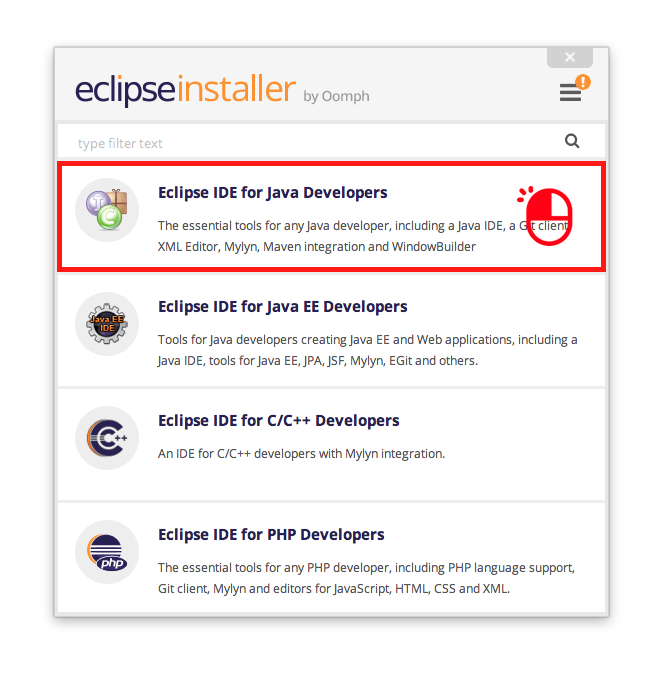 eclipseinstaller by Oomph
!
type filter text
Eclipse IDE for Java Developers
The essential tools for any Java developer, including a Java IDE, a Git client,
XML Editor, Mylyn, Maven integration and WindowBuilder
J
C
Eclipse IDE for Java EE Developers
Tools for Java developers creating Java EE and Web applications, including a
Java IDE, tools for Java EE, JPA, JSF, Mylyn, EGit and others.
Java EE
IDE
Eclipse IDE for C/C++ Developers
An IDE for C/C++ developers with Mylyn integration.
C++
Eclipse IDE for PHP Developers
The essential tools for any PHP developer, including PHP language support,
Git client, Mylyn and editors for JavaScript, HTML, CSS and XML.
php